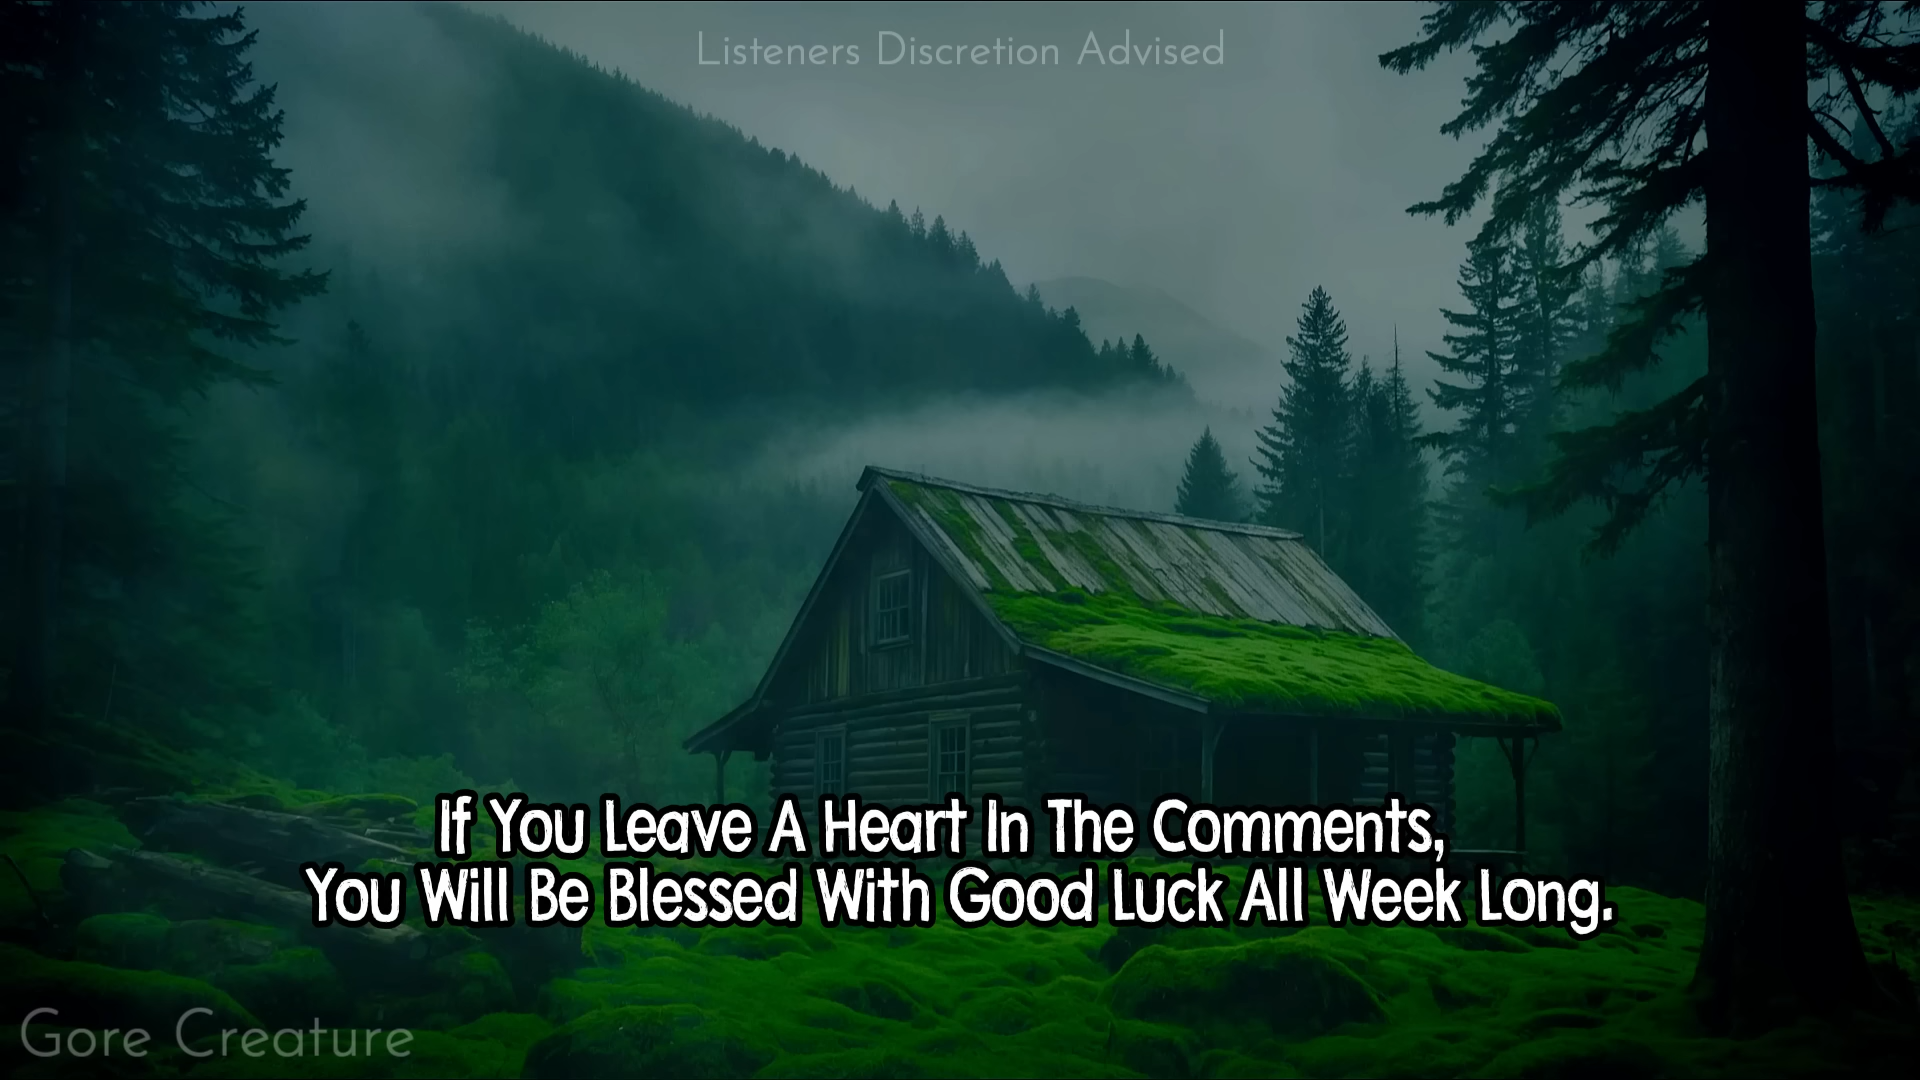 Listeners Discretion Advised
If You Leave A Heart In The Comments,
You Will Be Blessed With Good Luck All Week Long.
Gore Creature